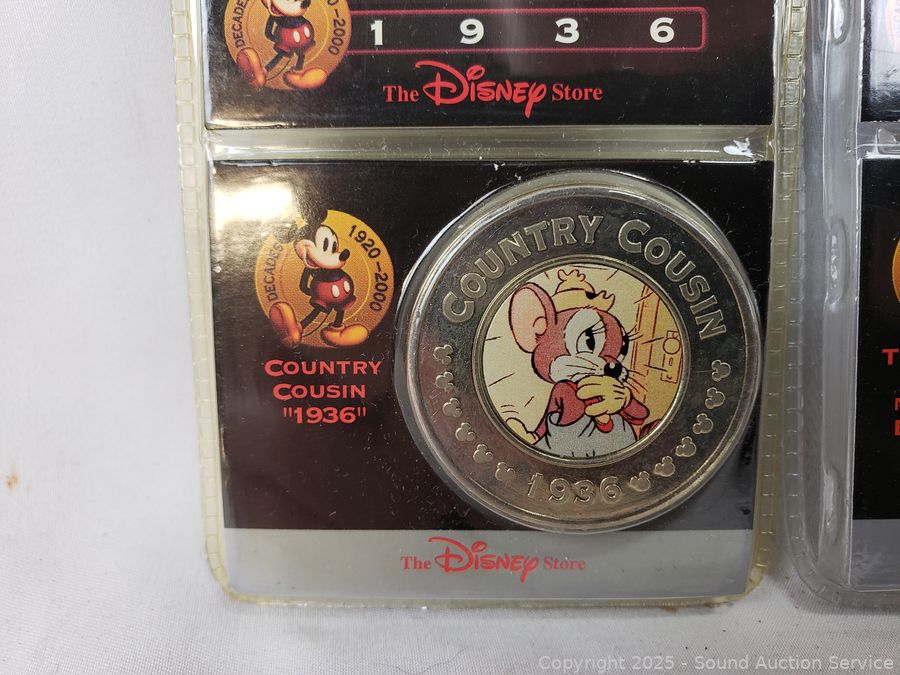 DECADES -2000
1 9 3 6
The Disney Store
DECADES 1920-2000
COUNTRY
COUSIN
"1936"
COUNTRY COUSIN
1936
The Disney Store
T
Copyright 2025 - Sound Auction Service